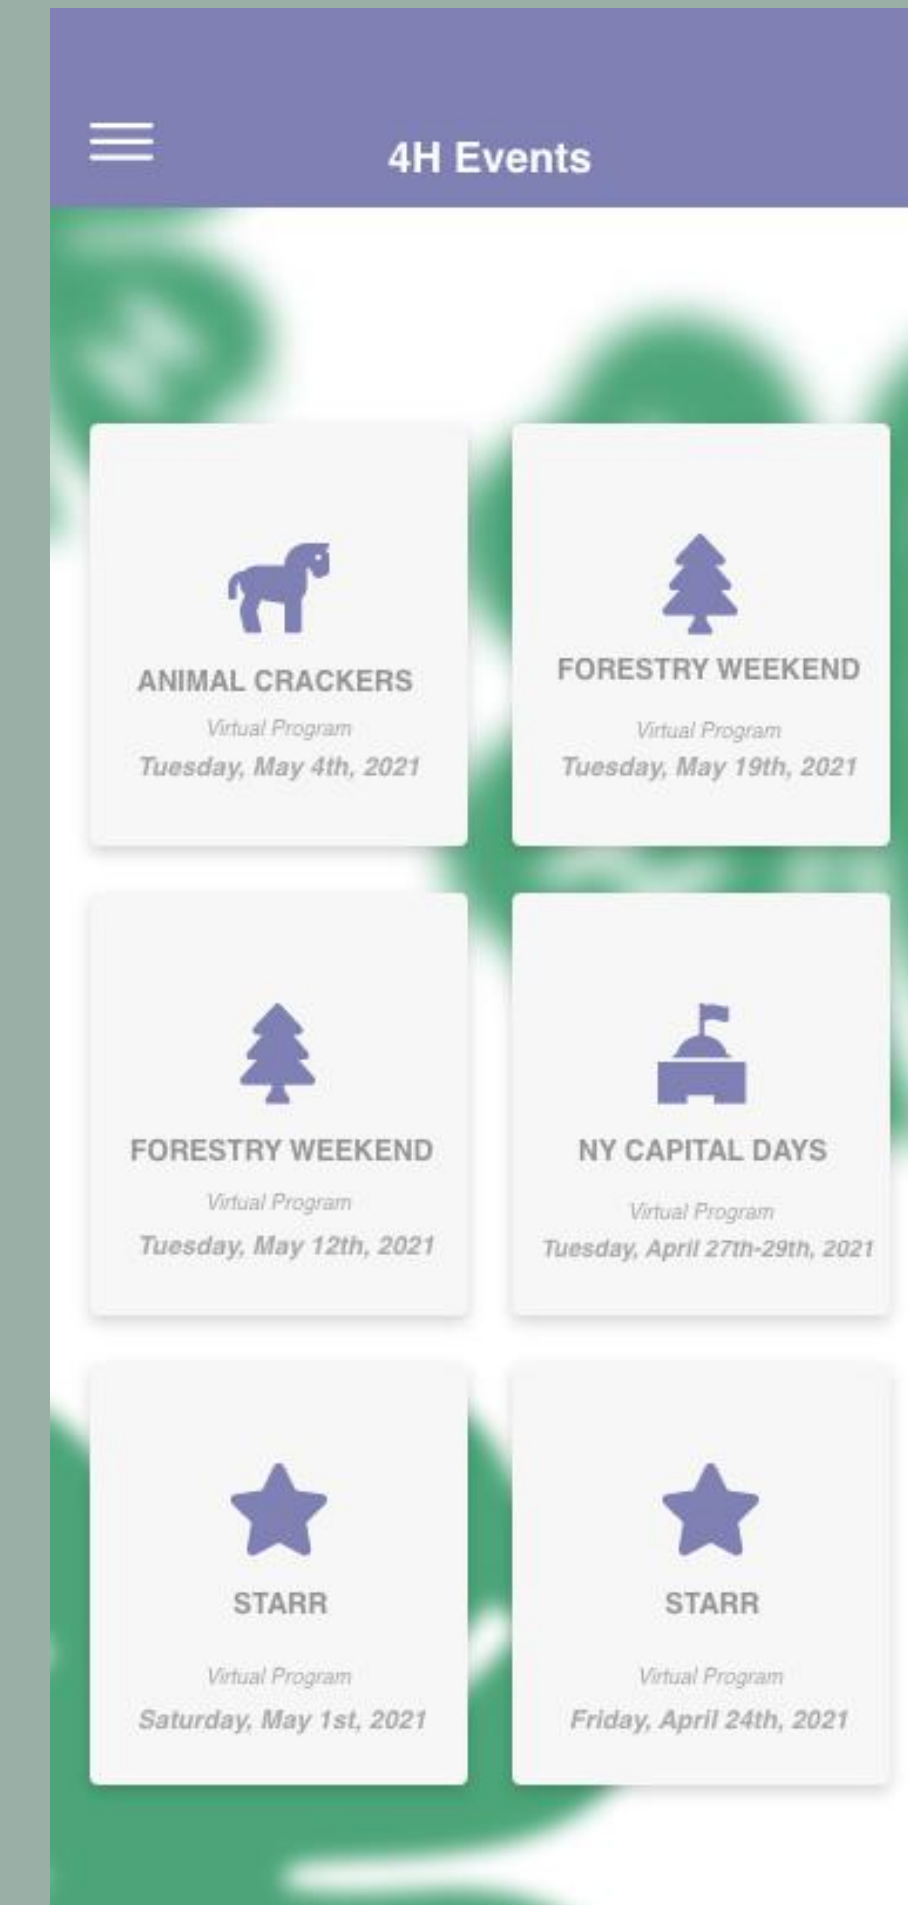 4H Events
ANIMAL CRACKERS
Virtual Program
Tuesday, May 4th, 2021
FORESTRY WEEKEND
Virtual Program
Tuesday, May 19th, 2021
FORESTRY WEEKEND
Virtual Program
Tuesday, May 12th, 2021
NY CAPITAL DAYS
Virtual Program
Tuesday, April 27th-29th, 2021
STARR
Virtual Program
Saturday, May 1st, 2021
STARR
Virtual Program
Friday, April 24th, 2021